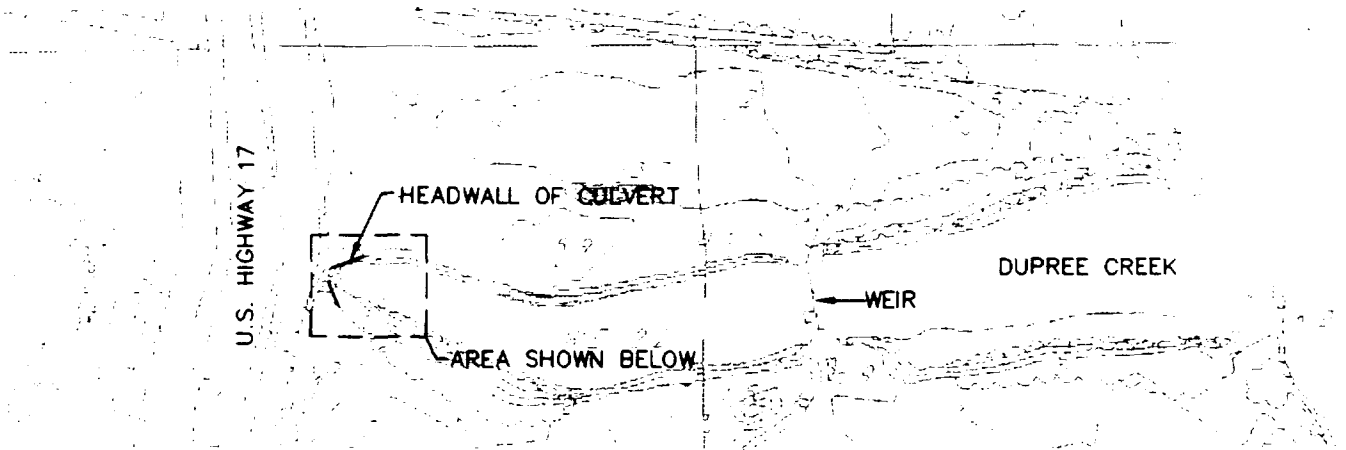 U.S. HIGHWAY 17
HEADWALL OF CULVERT
DUPREE CREEK
WEIR
AREA SHOWN BELOW